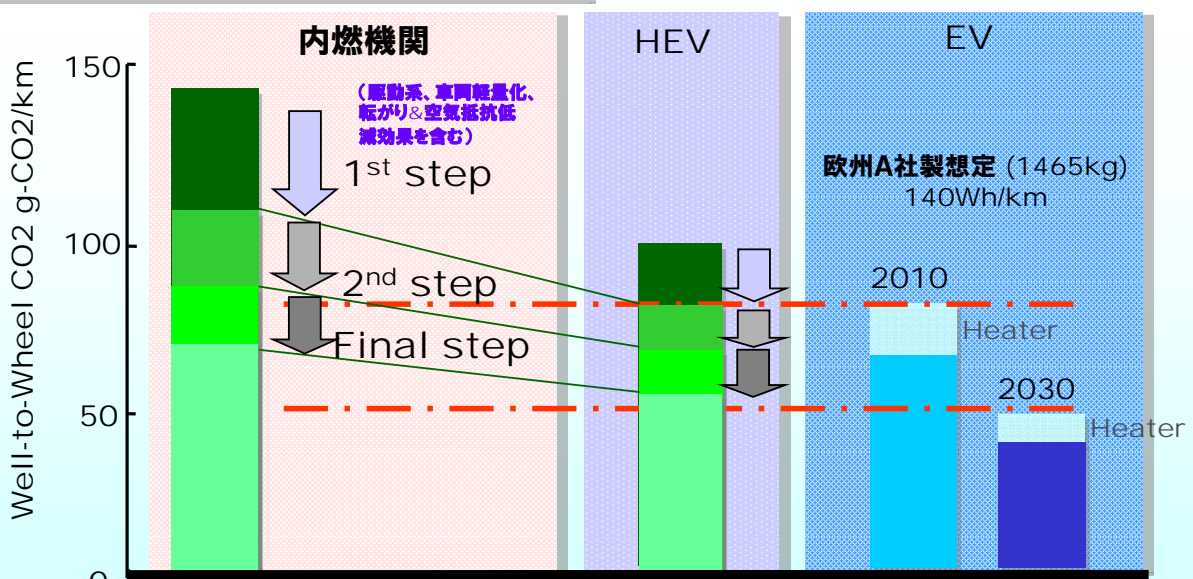 内燃機関
HEV
EV
150
(駆動系、車両軽量化、
転がり&空気抵抗低
減効果を含む)
1st step
欧州A社製想定 (1465kg)
140Wh/km
100
2nd step
2010
Heater
Final step
2030
50
Heater
0
Well-to-Wheel CO2 g-CO2/km